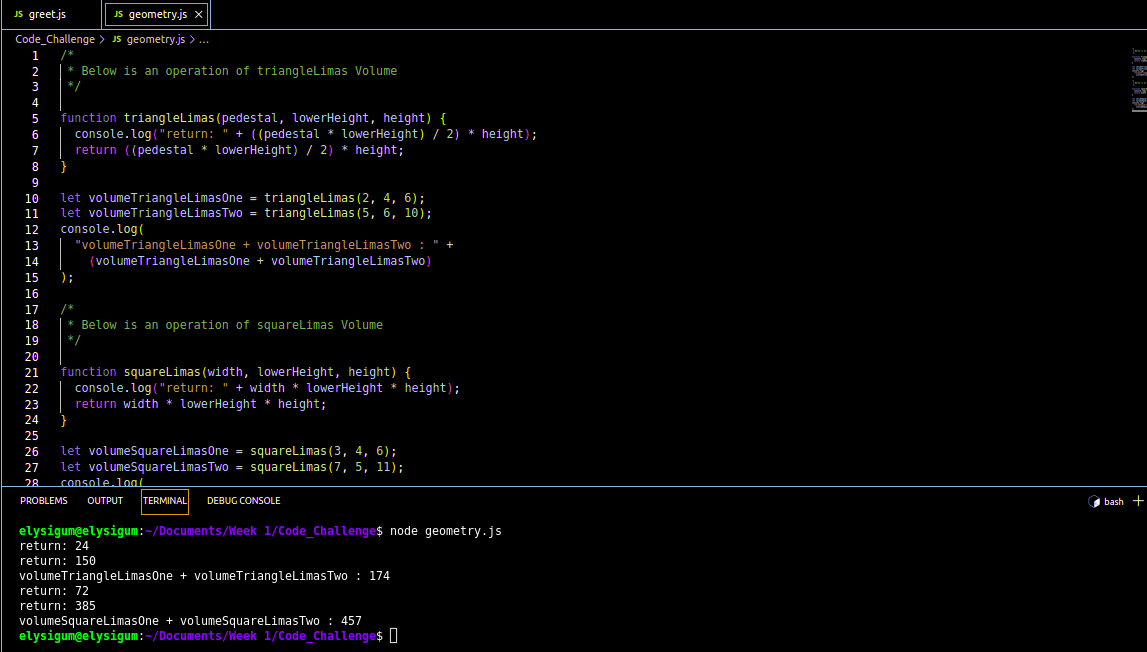 JS greet.js JS geometry.js ×
Code_Challenge > JS geometry.js > ...
1 /*
2 * Below is an operation of triangleLimas Volume
3 */
4
5 function triangleLimas(pedestal, lowerHeight, height) {
6 console.log("return: " + ((pedestal * lowerHeight) / 2) * height);
7 return ((pedestal * lowerHeight) / 2) * height;
8 }
9
10 let volumeTriangleLimasOne = triangleLimas(2, 4, 6);
11 let volumeTriangleLimasTwo = triangleLimas(5, 6, 10);
12 console.log(
13 "volumeTriangleLimasOne + volumeTriangleLimasTwo : " +
14 (volumeTriangleLimasOne + volumeTriangleLimasTwo)
15 );
16
17 /*
18 * Below is an operation of squareLimas Volume
19 */
20
21 function squareLimas(width, lowerHeight, height) {
22 console.log("return: " + width * lowerHeight * height);
23 return width * lowerHeight * height;
24 }
25
26 let volumeSquareLimasOne = squareLimas(3, 4, 6);
27 let volumeSquareLimasTwo = squareLimas(7, 5, 11);
28 console.log(
PROBLEMS OUTPUT TERMINAL DEBUG CONSOLE bash +
elysigum@elysigum:~/Documents/Week 1/Code_Challenge$ node geometry.js
return: 24
return: 150
volumeTriangleLimasOne + volumeTriangleLimasTwo : 174
return: 72
return: 385
volumeSquareLimasOne + volumeSquareLimasTwo : 457
elysigum@elysigum:~/Documents/Week 1/Code_Challenge$